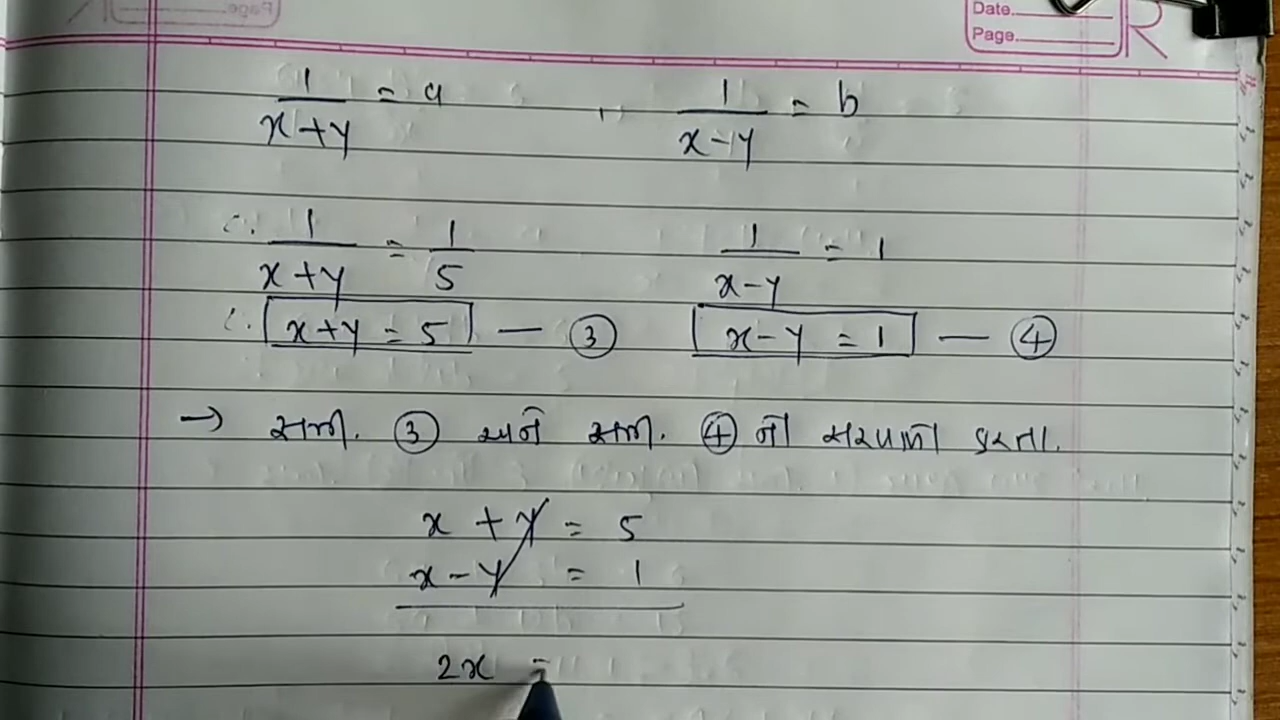 Date.
Page.
R
1/(x+y) = a , 1/(x-y) = b
∴ 1/(x+y) = 1/5 1/(x-y) = 1
∴ x+y = 5 — ③ x-y = 1 — ④
→ સમી. ③ અને સમી. ④ નો સરવાળો કરતા.
x + y = 5
x - y = 1
2x =